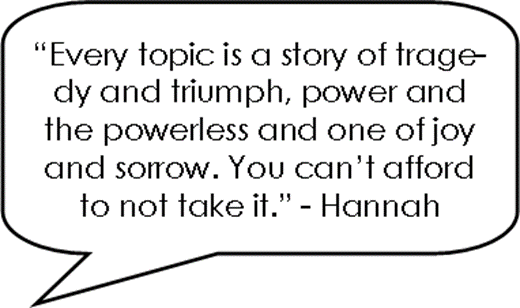 “Every topic is a story of trage-
dy and triumph, power and
the powerless and one of joy
and sorrow. You can’t afford
to not take it.” - Hannah